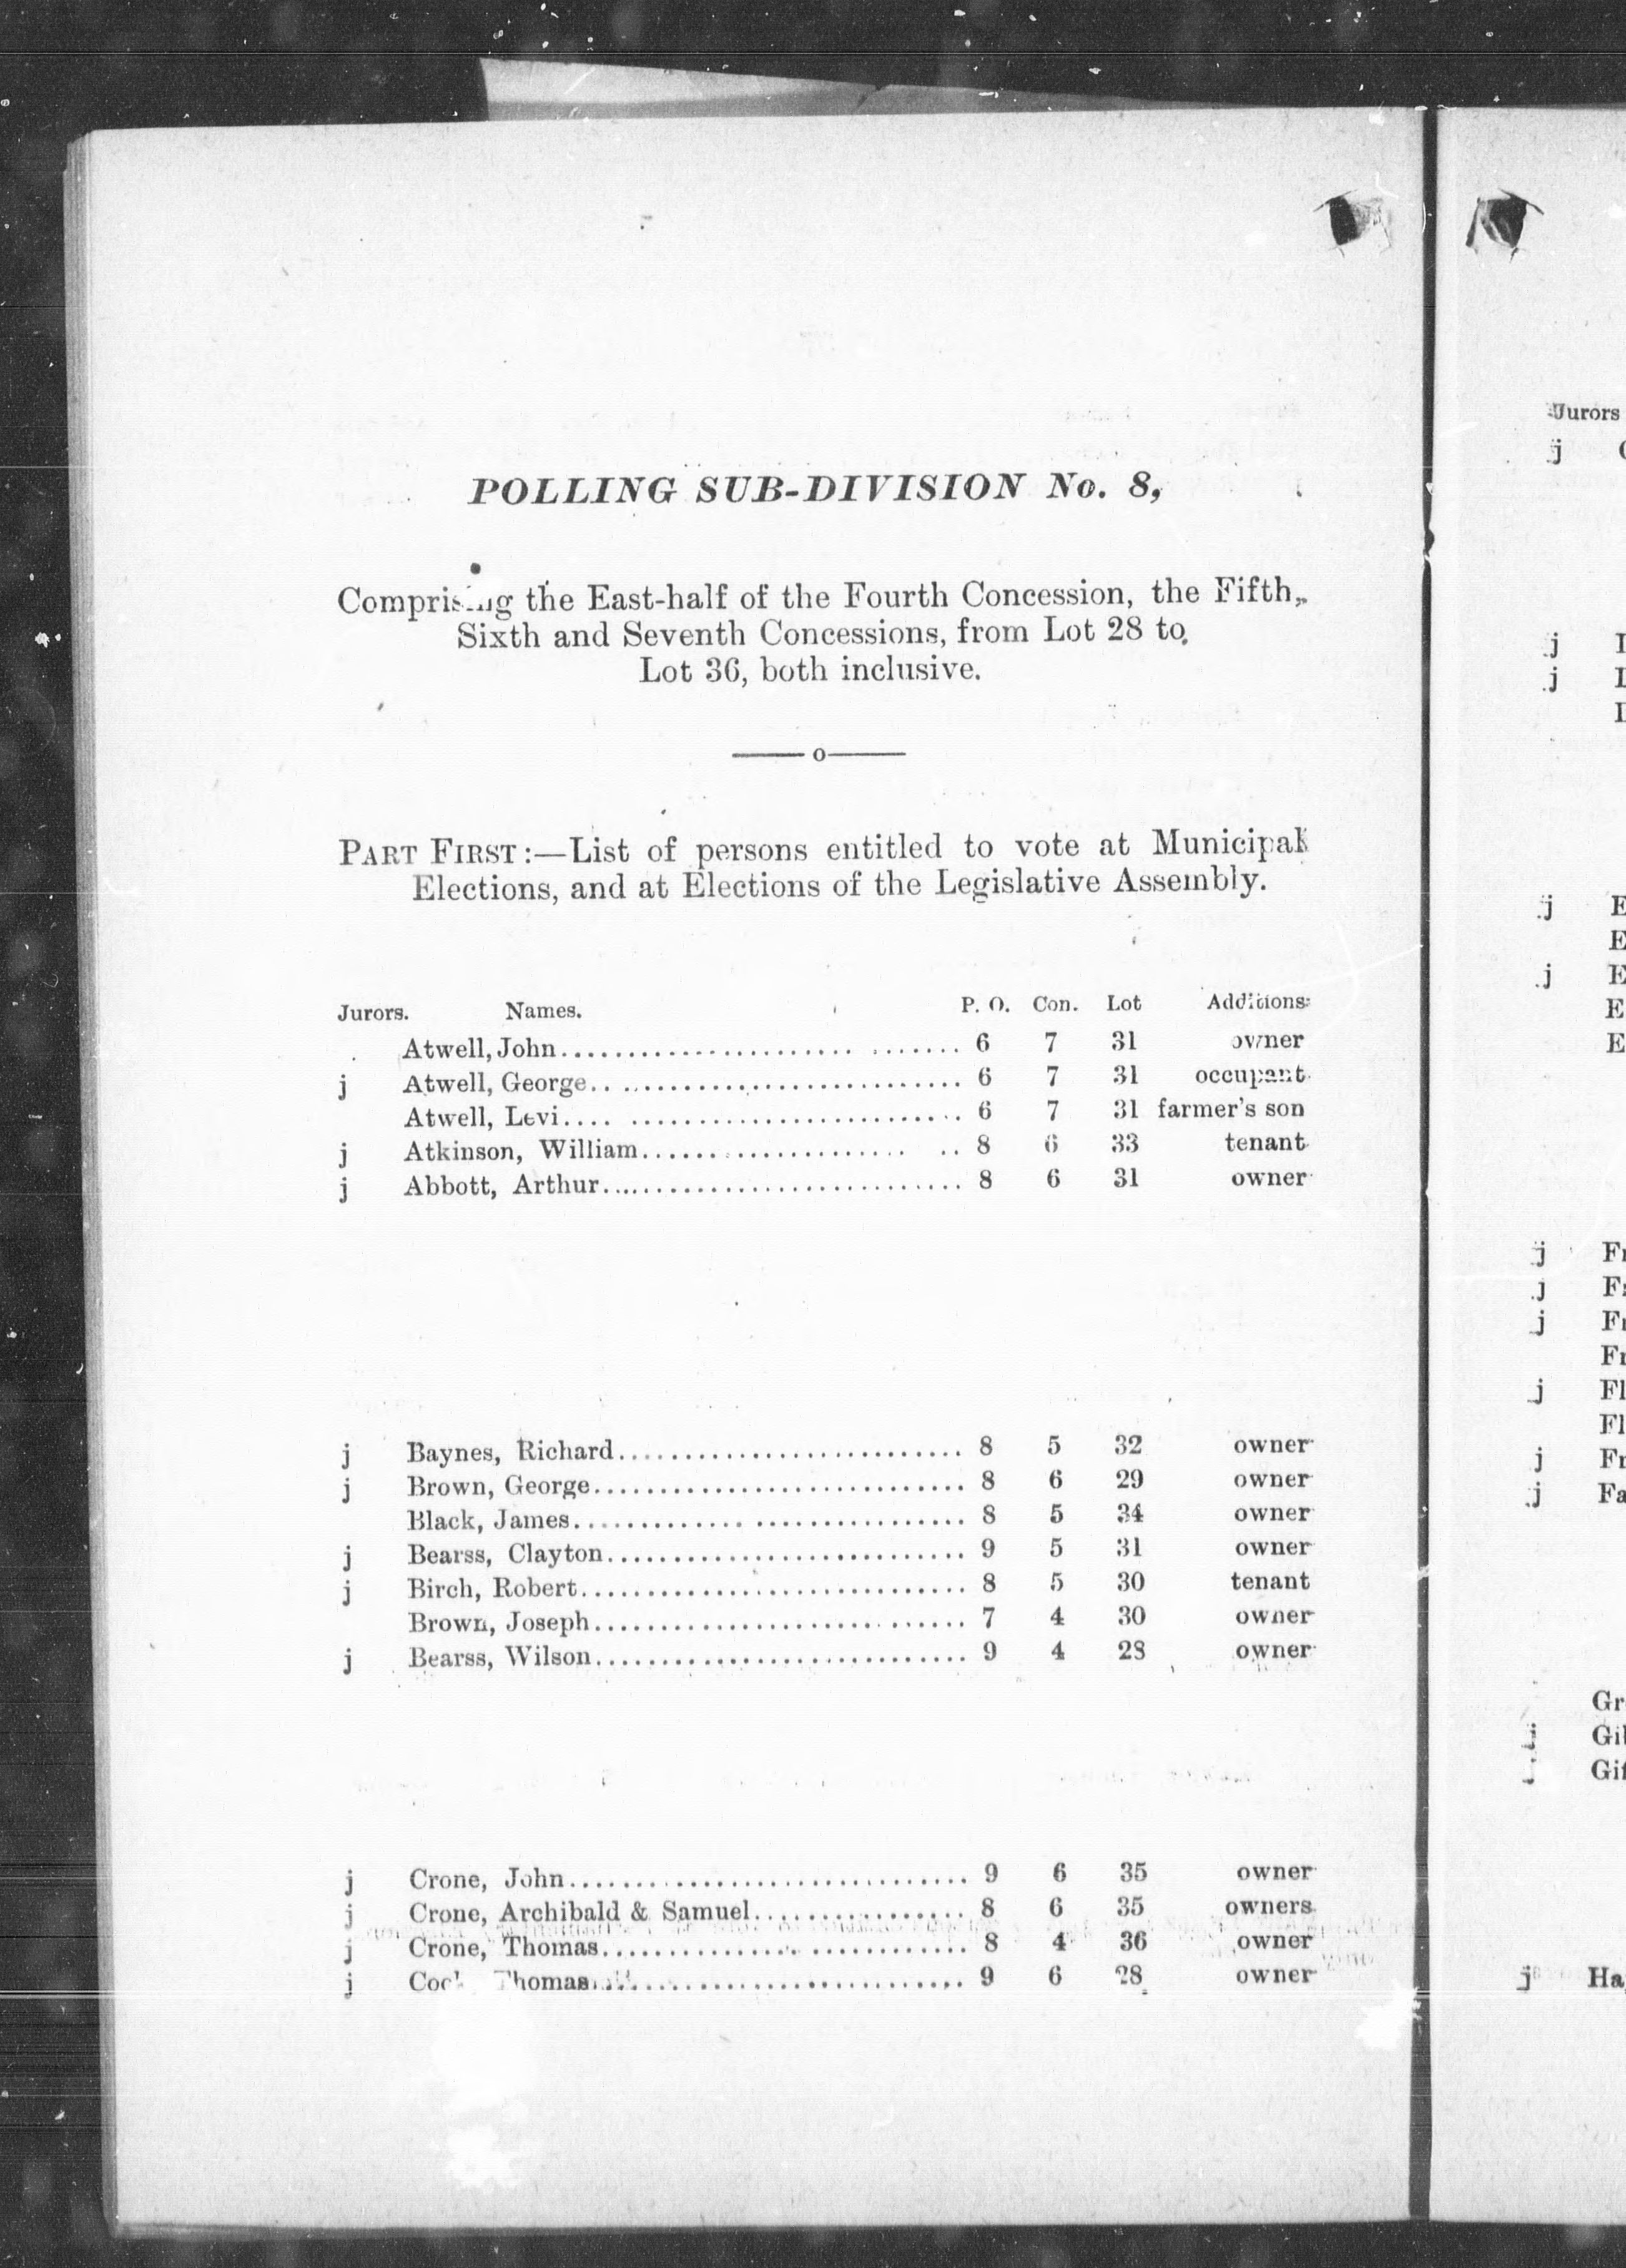 POLLING SUB-DIVISION No. 8,
Comprising the East-half of the Fourth Concession, the Fifth,
Sixth and Seventh Concessions, from Lot 28 to
Lot 36, both inclusive.
——o——
PART FIRST:—List of persons entitled to vote at Municipal
Elections, and at Elections of the Legislative Assembly.
Jurors. Names. P. O. Con. Lot Additions
Atwell, John 6 7 31 owner
j Atwell, George 6 7 31 occupant
Atwell, Levi 6 7 31 farmer's son
j Atkinson, William 8 6 33 tenant
j Abbott, Arthur 8 6 31 owner
j Baynes, Richard 8 5 32 owner
j Brown, George 8 6 29 owner
Black, James 8 5 34 owner
j Bearss, Clayton 9 5 31 owner
j Birch, Robert 8 5 30 tenant
Brown, Joseph 7 4 30 owner
j Bearss, Wilson 9 4 28 owner
j Crone, John 9 6 35 owner
j Crone, Archibald & Samuel 8 6 35 owners
j Crone, Thomas 8 4 36 owner
j Thomas 9 6 28 owner
Jurors
j
j
j
j E
E
j E
E
E
j
j
j
j Fl
Fl
j
j Fa
Gr
j
j
j Ha